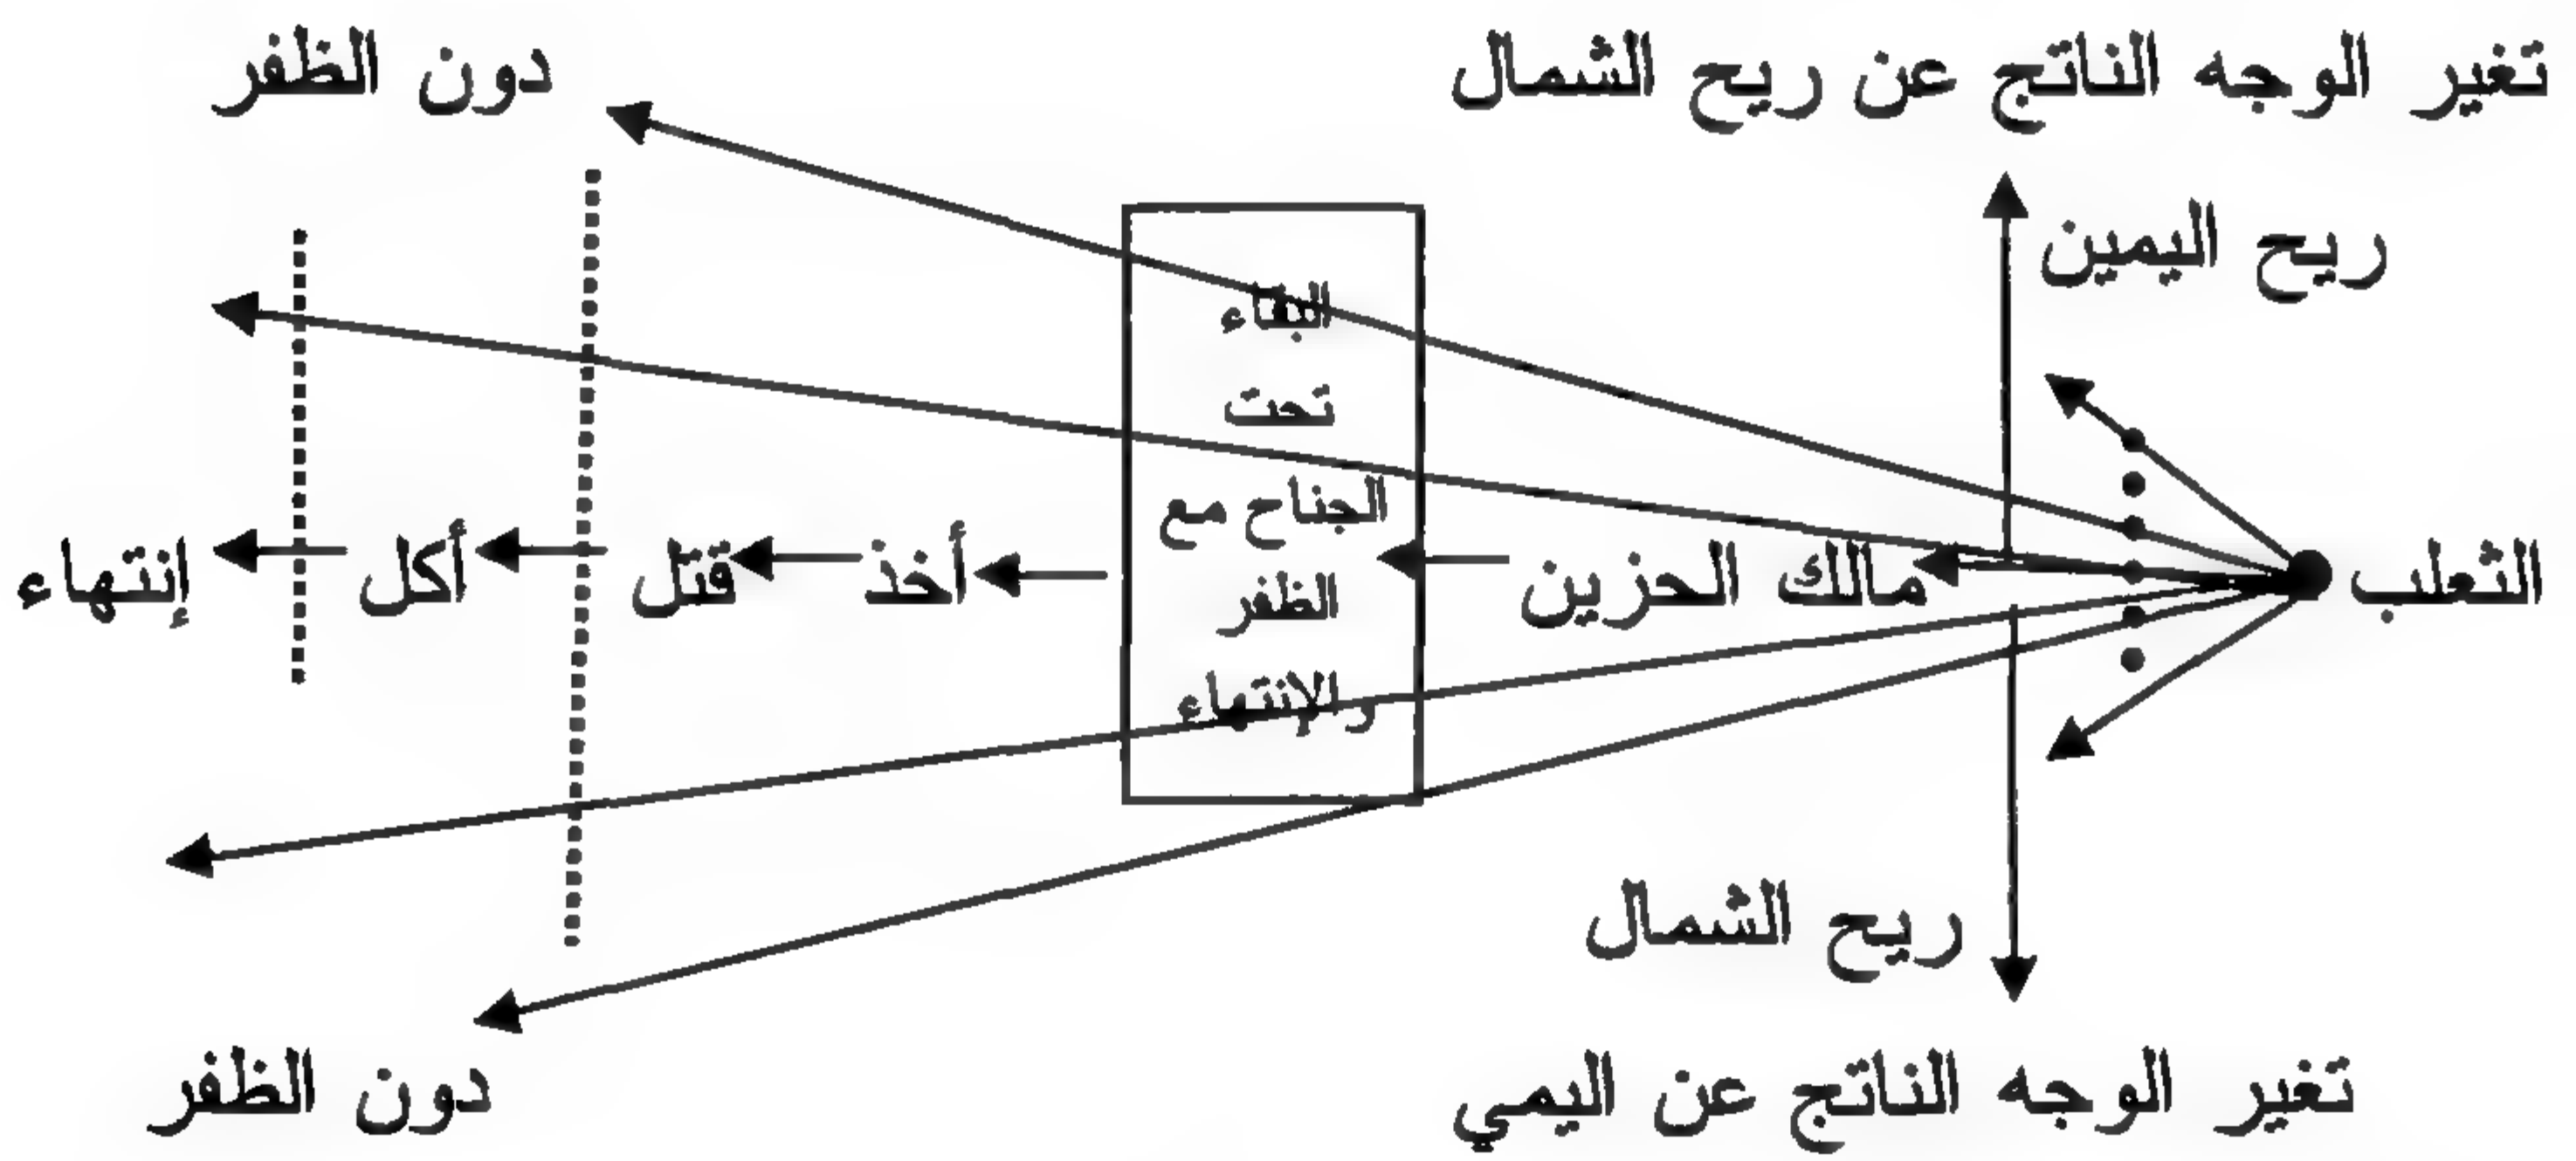 تغير الوجه الناتج عن ريح الشمال
دون الظفر
ريح اليمين
الثعلب
مالك الحزين
البقاء
تحت
الجناح مع
الظفر
والإنتهاء
أخذ
قتل
أكل
إنتهاء
ريح الشمال
تغير الوجه الناتج عن اليمي
دون الظفر